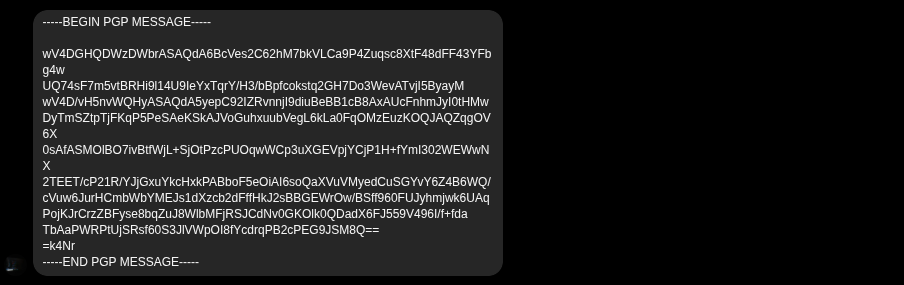 -----BEGIN PGP MESSAGE-----
wV4DGHQDWzDWbrASAQdA6BcVes2C62hM7bkVLCa9P4Zuqsc8XtF48dFF43YFb
g4w
UQ74sF7m5vtBRHi9l14U9IeYxTqrY/H3/bBpfcokstq2GH7Do3WevATvjI5ByayM
wV4D/vH5nvWQHyASAQdA5yepC92IZRvnnjI9diuBeBB1cB8AxAUcFnhmJyI0tHMw
DyTmSZtpTjFKqP5PeSAeKSkAJVoGuhxuubVegL6kLa0FqOMzEuzKOQJAQZqgOV
6X
0sAfASMOlBO7ivBtfWjL+SjOtPzcPUOqwWCp3uXGEVpjYCjP1H+fYmI302WEWwN
X
2TEET/cP21R/YJjGxuYkcHxkPABboF5eOiAI6soQaXVuVMyedCuSGYvY6Z4B6WQ/
cVuw6JurHCmbWbYMEJs1dXzcb2dFffHkJ2sBBGEWrOw/BSff960FUJyhmjwk6UAq
PojKJrCrzZBFyse8bqZuJ8WlbMFjRSJCdNv0GKOlk0QDadX6FJ559V496I/f+fda
TbAaPWRPtUjSRsf60S3JlVWpOI8fYcdrqPB2cPEG9JSM8Q==
=k4Nr
-----END PGP MESSAGE-----